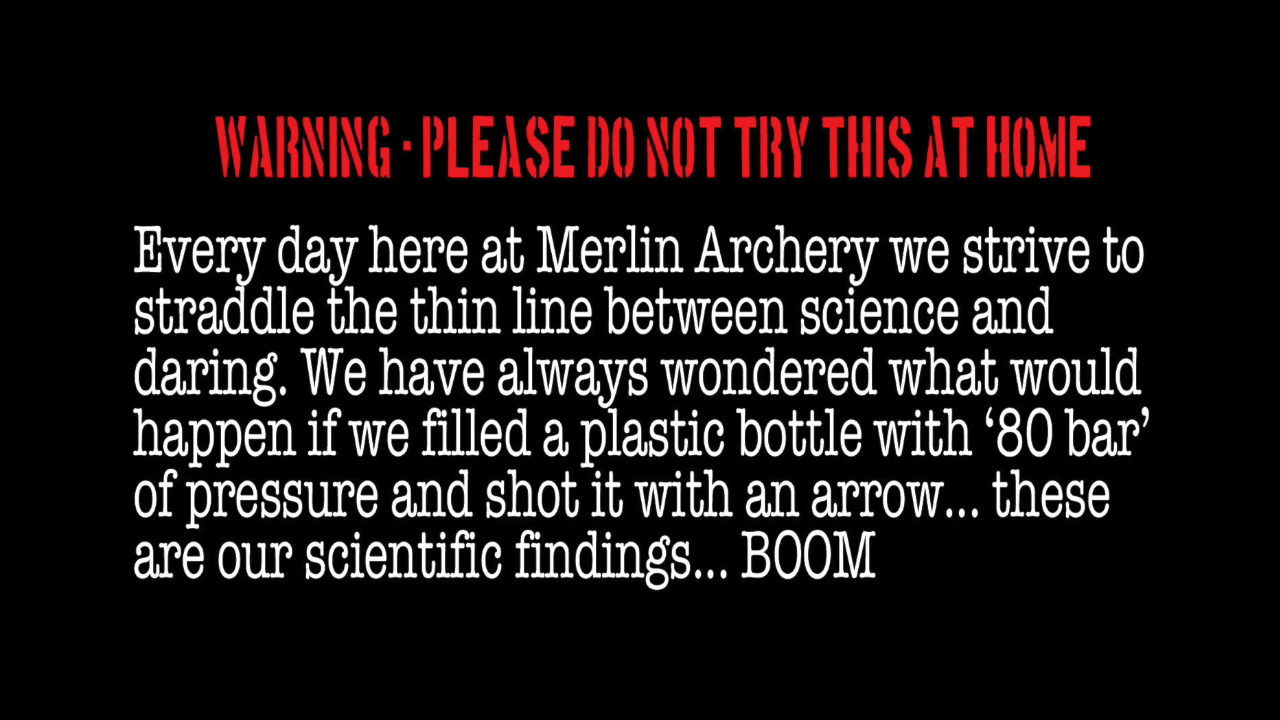 WARNING - PLEASE DO NOT TRY THIS AT HOME
Every day here at Merlin Archery we strive to
straddle the thin line between science and
daring. We have always wondered what would
happen if we filled a plastic bottle with ‘80 bar’
of pressure and shot it with an arrow... these
are our scientific findings... BOOM